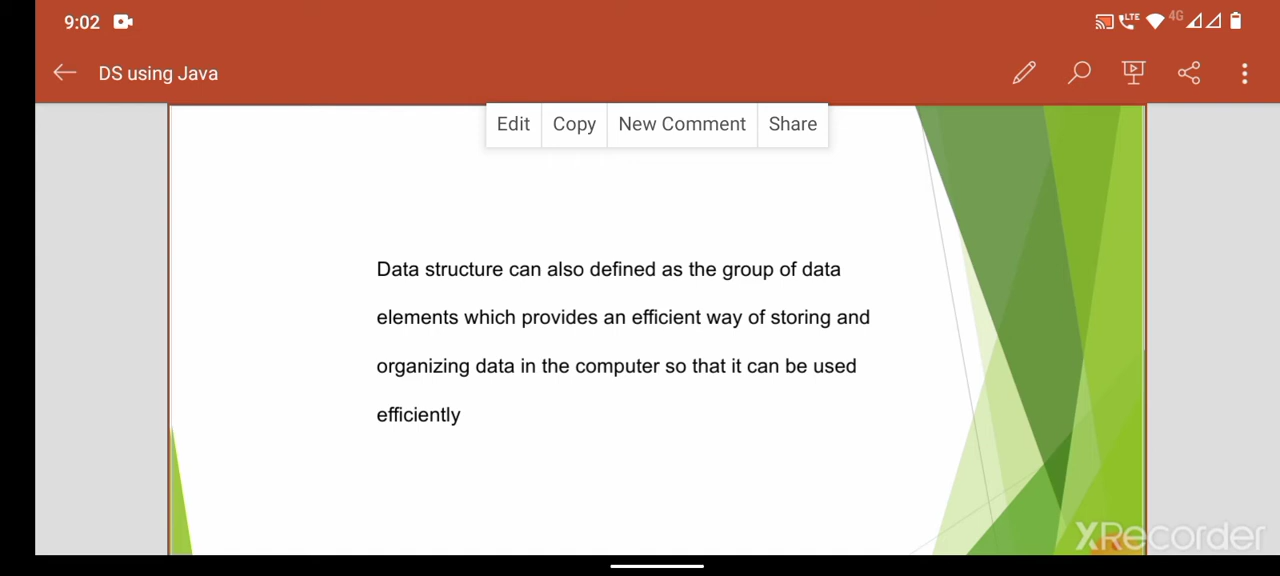 9:02
LTE 4G
DS using Java
Edit Copy New Comment Share
Data structure can also defined as the group of data
elements which provides an efficient way of storing and
organizing data in the computer so that it can be used
efficiently
XRecorder